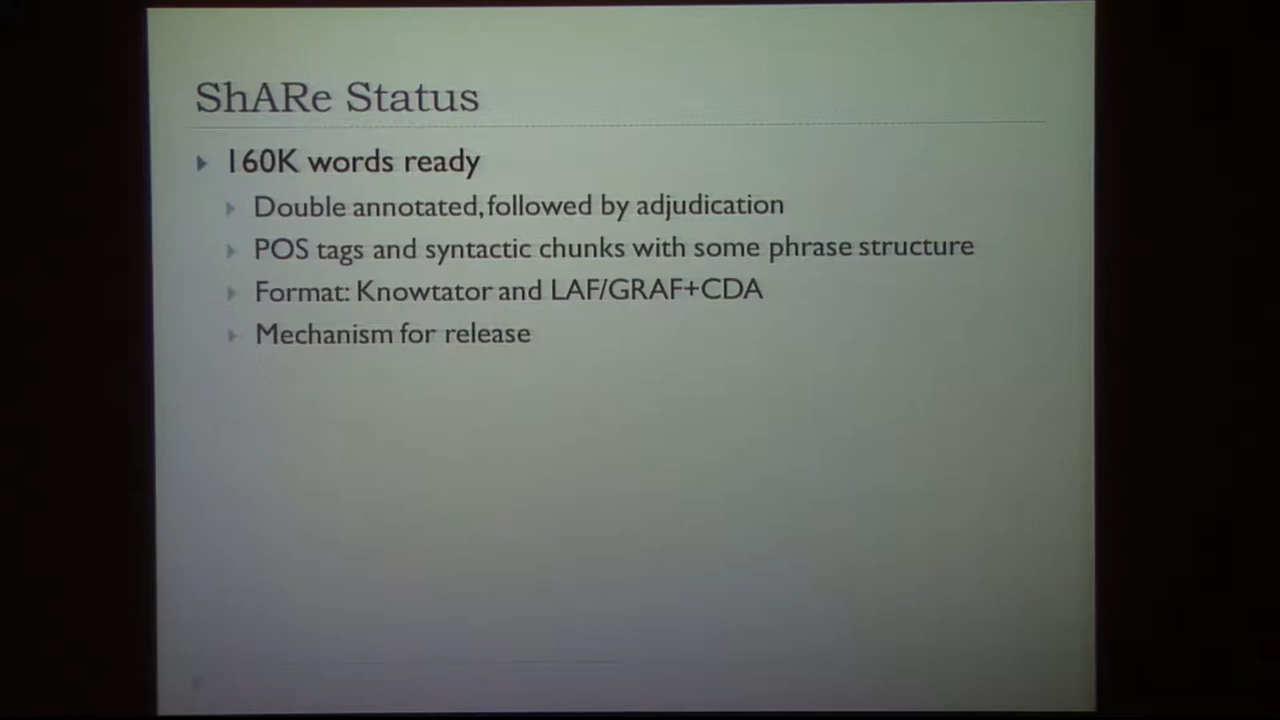 ShARe Status
160K words ready
Double annotated, followed by adjudication
POS tags and syntactic chunks with some phrase structure
Format: Knowtator and LAF/GRAF+CDA
Mechanism for release